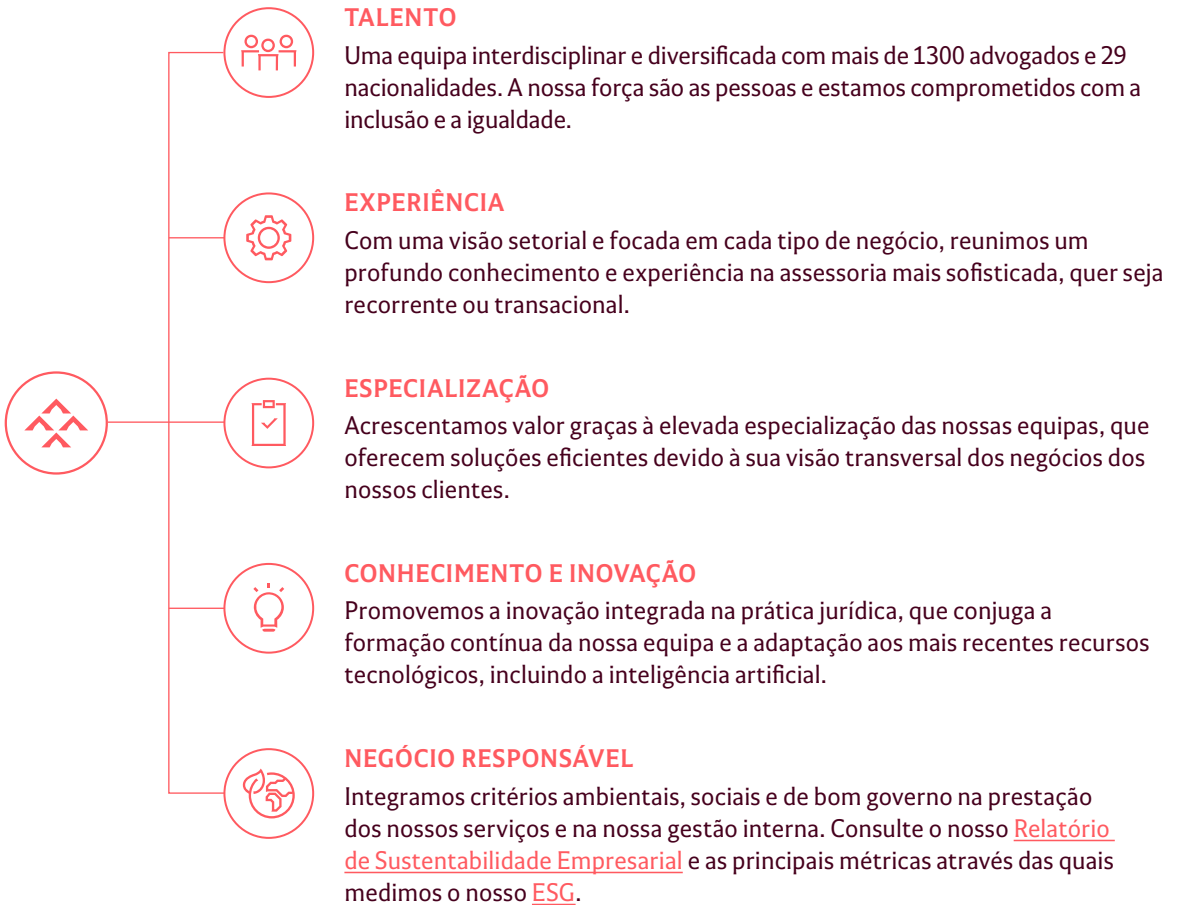 TALENTO
Uma equipa interdisciplinar e diversificada com mais de 1300 advogados e 29
nacionalidades. A nossa força são as pessoas e estamos comprometidos com a
inclusão e a igualdade.
EXPERIÊNCIA
Com uma visão setorial e focada em cada tipo de negócio, reunimos um
profundo conhecimento e experiência na assessoria mais sofisticada, quer seja
recorrente ou transacional.
ESPECIALIZAÇÃO
Acrescentamos valor graças à elevada especialização das nossas equipas, que
oferecem soluções eficientes devido à sua visão transversal dos negócios dos
nossos clientes.
CONHECIMENTO E INOVAÇÃO
Promovemos a inovação integrada na prática jurídica, que conjuga a
formação contínua da nossa equipa e a adaptação aos mais recentes recursos
tecnológicos, incluindo a inteligência artificial.
NEGÓCIO RESPONSÁVEL
Integramos critérios ambientais, sociais e de bom governo na prestação
dos nossos serviços e na nossa gestão interna. Consulte o nosso Relatório
de Sustentabilidade Empresarial e as principais métricas através das quais
medimos o nosso ESG.